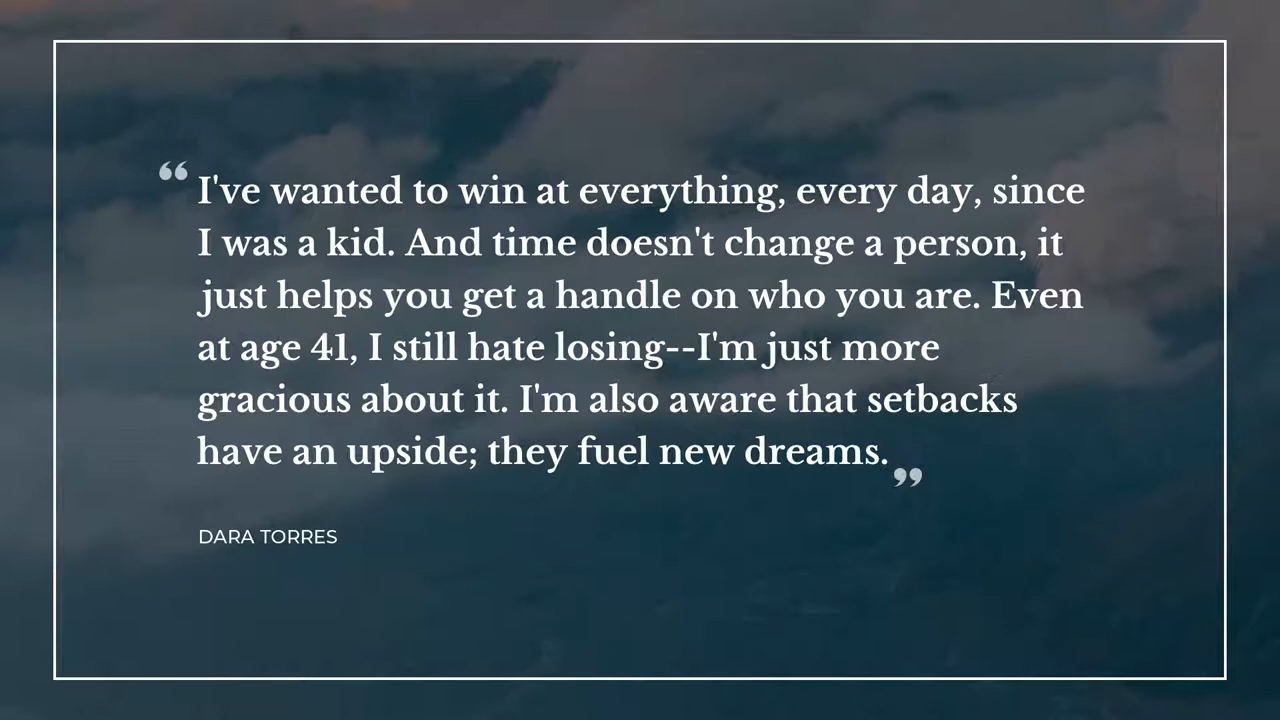 “I've wanted to win at everything, every day, since
I was a kid. And time doesn't change a person, it
just helps you get a handle on who you are. Even
at age 41, I still hate losing--I'm just more
gracious about it. I'm also aware that setbacks
have an upside; they fuel new dreams.”
DARA TORRES